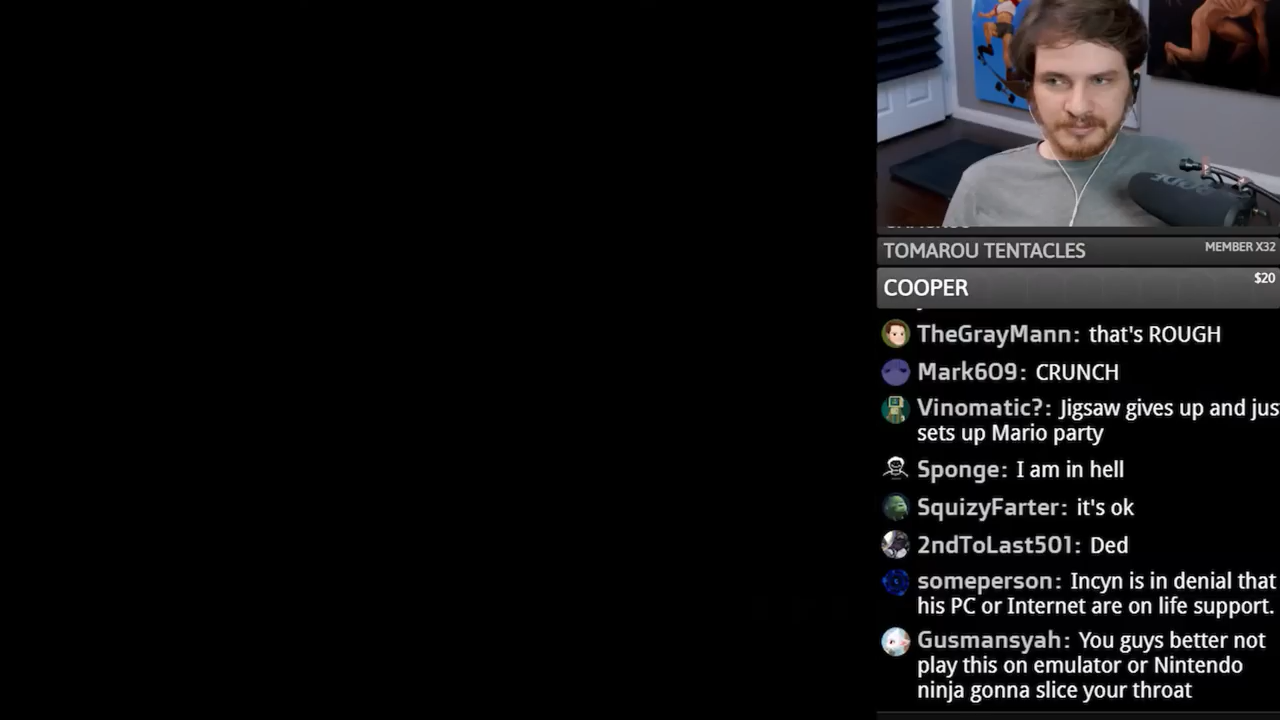 RODE
TOMAROU TENTACLES MEMBER X32
COOPER $20
TheGrayMann: that's ROUGH
Mark609: CRUNCH
Vinomatic?: Jigsaw gives up and jus
sets up Mario party
Sponge: I am in hell
SquizyFarter: it's ok
2ndToLast501: Ded
someperson: Incyn is in denial that
his PC or Internet are on life support.
Gusmansyah: You guys better not
play this on emulator or Nintendo
ninja gonna slice your throat